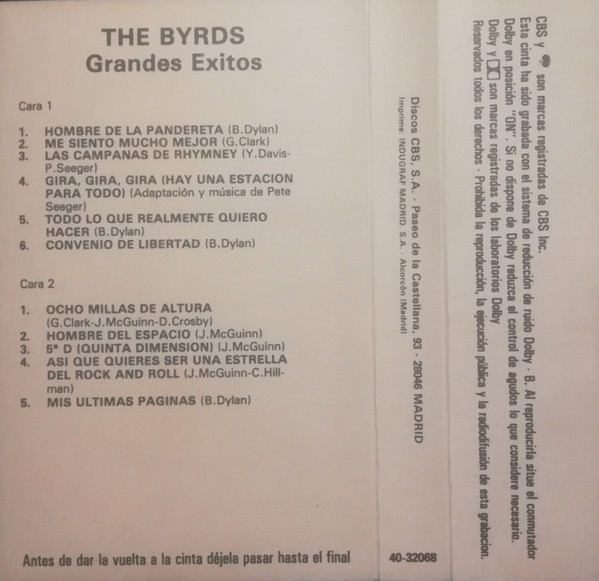 THE BYRDS
Grandes Exitos
Cara 1
1. HOMBRE DE LA PANDERETA (B.Dylan)
2. ME SIENTO MUCHO MEJOR (G.Clark)
3. LAS CAMPANAS DE RHYMNEY (Y.Davis-
P.Seeger)
4. GIRA, GIRA, GIRA (HAY UNA ESTACION
PARA TODO) (Adaptación y música de Pete
Seeger)
5. TODO LO QUE REALMENTE QUIERO
HACER (B.Dylan)
6. CONVENIO DE LIBERTAD (B.Dylan)
Cara 2
1. OCHO MILLAS DE ALTURA
(G.Clark-J.McGuinn-D.Crosby)
2. HOMBRE DEL ESPACIO (J.McGuinn)
3. 5ª D (QUINTA DIMENSION) (J.McGuinn)
4. ASI QUE QUIERES SER UNA ESTRELLA
DEL ROCK AND ROLL (J.McGuinn-C.Hill-
man)
5. MIS ULTIMAS PAGINAS (B.Dylan)
Antes de dar la vuelta a la cinta déjela pasar hasta el final
Discos CBS, S.A. - Paseo de la Castellana, 93 - 28046 MADRID
Imprime: INDUGRAF MADRID, S.A. - Alcorcón (Madrid)
40-32068
CBS y son marcas registradas de CBS Inc.
Esta cinta ha sido grabada con el sistema de reducción de ruido Dolby - B. Al reproducirla situe el conmutador
Dolby en posición "ON". Si no dispone de Dolby reduzca el control de agudos lo que considere necesario.
Dolby y son marcas registradas de los laboratorios Dolby
Reservados todos los derechos - Prohibida la reproducción, la ejecución pública y la radiodifusión de esta grabacion.